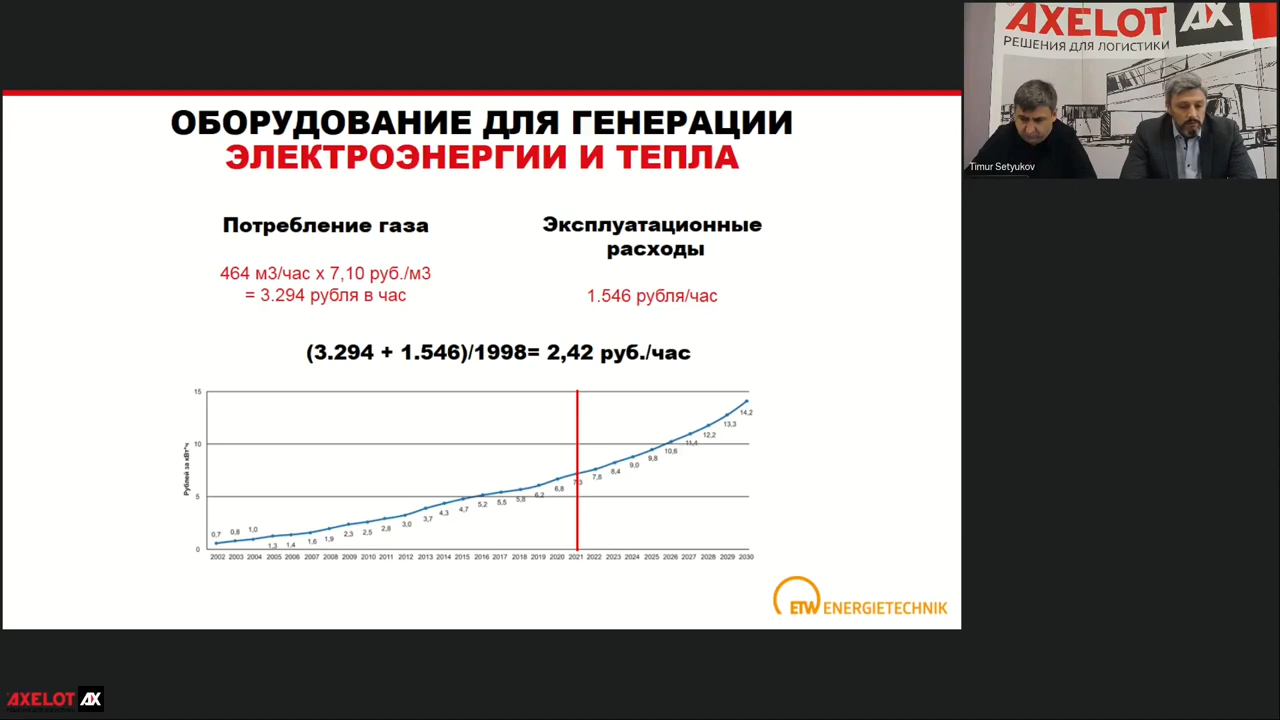 ОБОРУДОВАНИЕ ДЛЯ ГЕНЕРАЦИИ
ЭЛЕКТРОЭНЕРГИИ И ТЕПЛА
Потребление газа
464 м3/час х 7,10 руб./м3
= 3.294 рубля в час
Эксплуатационные
расходы
1.546 рубля/час
(3.294 + 1.546)/1998= 2,42 руб./час
Рублей за кВт*ч
15
10
5
0
0,7 0,8 1,0 1,3 1,4 1,6 1,9 2,3 2,5 2,8 3,0 3,7 4,3 4,7 5,2 5,5 5,8 6,2 6,8 7,3 7,8 8,4 9,0 9,8 10,6 11,4 12,2 13,3 14,2
2002 2003 2004 2005 2006 2007 2008 2009 2010 2011 2012 2013 2014 2015 2016 2017 2018 2019 2020 2021 2022 2023 2024 2025 2026 2027 2028 2029 2030
ETW ENERGIETECHNIK
AXELOT AX
РЕШЕНИЯ ДЛЯ ЛОГИСТИКИ
Timur Setyukov
AXELOT AX
РЕШЕНИЯ ДЛЯ ЛОГИСТИКИ